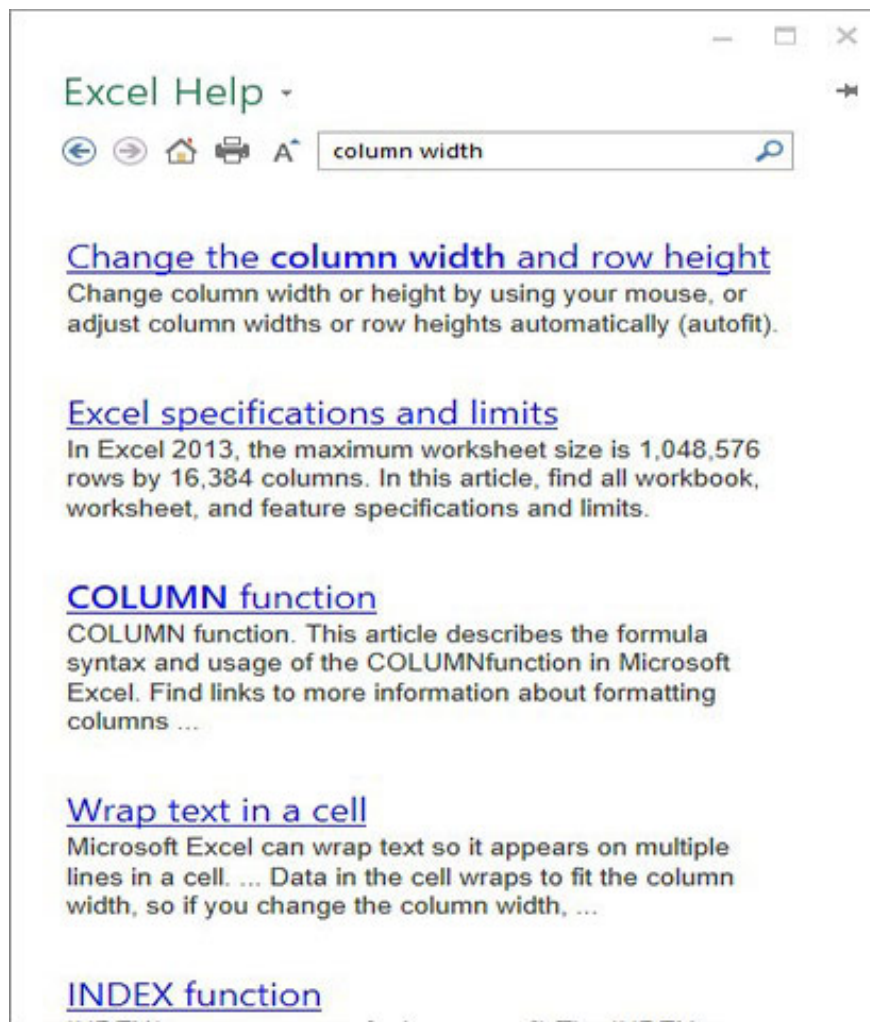 Excel Help
A
column width
Change the column width and row height
Change column width or height by using your mouse, or
adjust column widths or row heights automatically (autofit).
Excel specifications and limits
In Excel 2013, the maximum worksheet size is 1,048,576
rows by 16,384 columns. In this article, find all workbook,
worksheet, and feature specifications and limits.
COLUMN function
COLUMN function. This article describes the formula
syntax and usage of the COLUMNfunction in Microsoft
Excel. Find links to more information about formatting
columns ...
Wrap text in a cell
Microsoft Excel can wrap text so it appears on multiple
lines in a cell. ... Data in the cell wraps to fit the column
width, so if you change the column width, ...
INDEX function